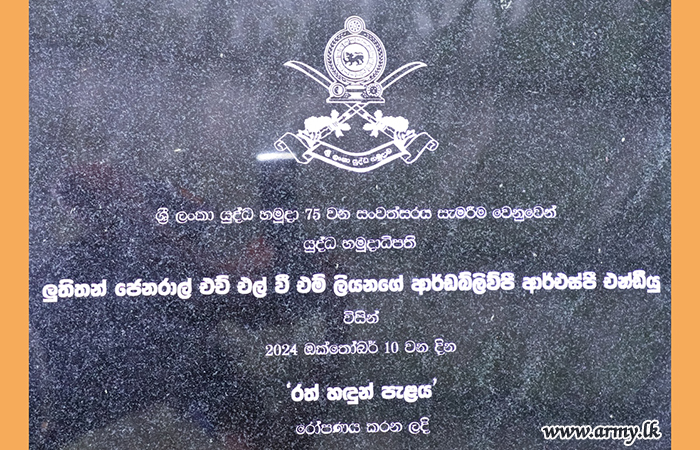 ශ්‍රී ලංකා යුද්ධ හමුදාව
ශ්‍රී ලංකා යුද්ධ හමුදා 75 වන සංවත්සරය සැමරීම වෙනුවෙන්
යුද්ධ හමුදාධිපති
ලුතිතන් ජෙනරාල් එච් එල් වී එම් ලියනගේ ආර්ඩබ්ලිව්පී ආර්එස්පී එන්ඩීයු
විසින්
2024 ඔක්තෝබර් 10 වන දින
‘රත් හඳුන් පැළය’
රෝපණය කරන ලදි
www.army.lk